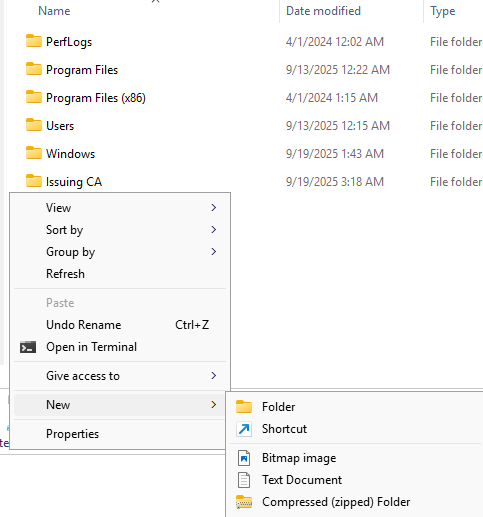 Name Date modified Type
PerfLogs 4/1/2024 12:02 AM File folder
Program Files 9/13/2025 12:22 AM File folder
Program Files (x86) 4/1/2024 1:15 AM File folder
Users 9/13/2025 12:15 AM File folder
Windows 9/19/2025 1:43 AM File folder
Issuing CA 9/19/2025 3:18 AM File folder
View
Sort by
Group by
Refresh
Paste
Undo Rename Ctrl+Z
Open in Terminal
Give access to
New
Properties
Folder
Shortcut
Bitmap image
Text Document
Compressed (zipped) Folder